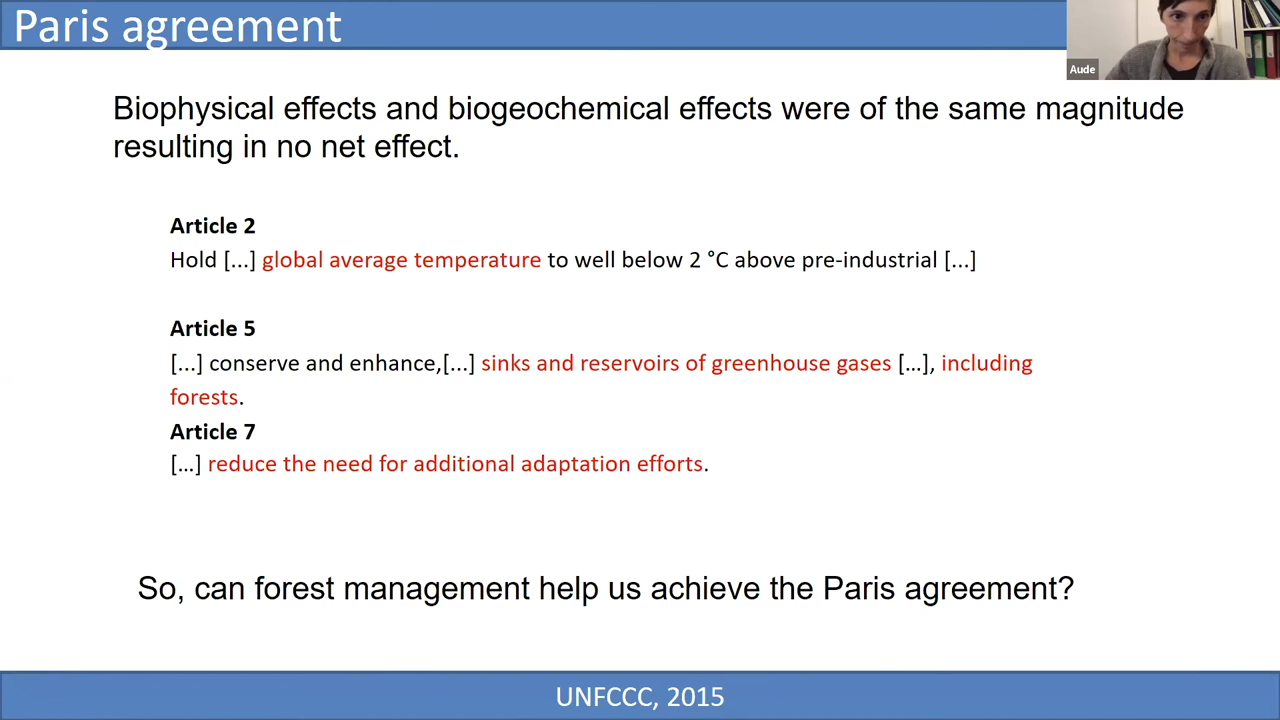 Paris agreement
Aude
Biophysical effects and biogeochemical effects were of the same magnitude
resulting in no net effect.
Article 2
Hold [...] global average temperature to well below 2 °C above pre-industrial [...]
Article 5
[...] conserve and enhance,[...] sinks and reservoirs of greenhouse gases [...], including
forests.
Article 7
[...] reduce the need for additional adaptation efforts.
So, can forest management help us achieve the Paris agreement?
UNFCCC, 2015